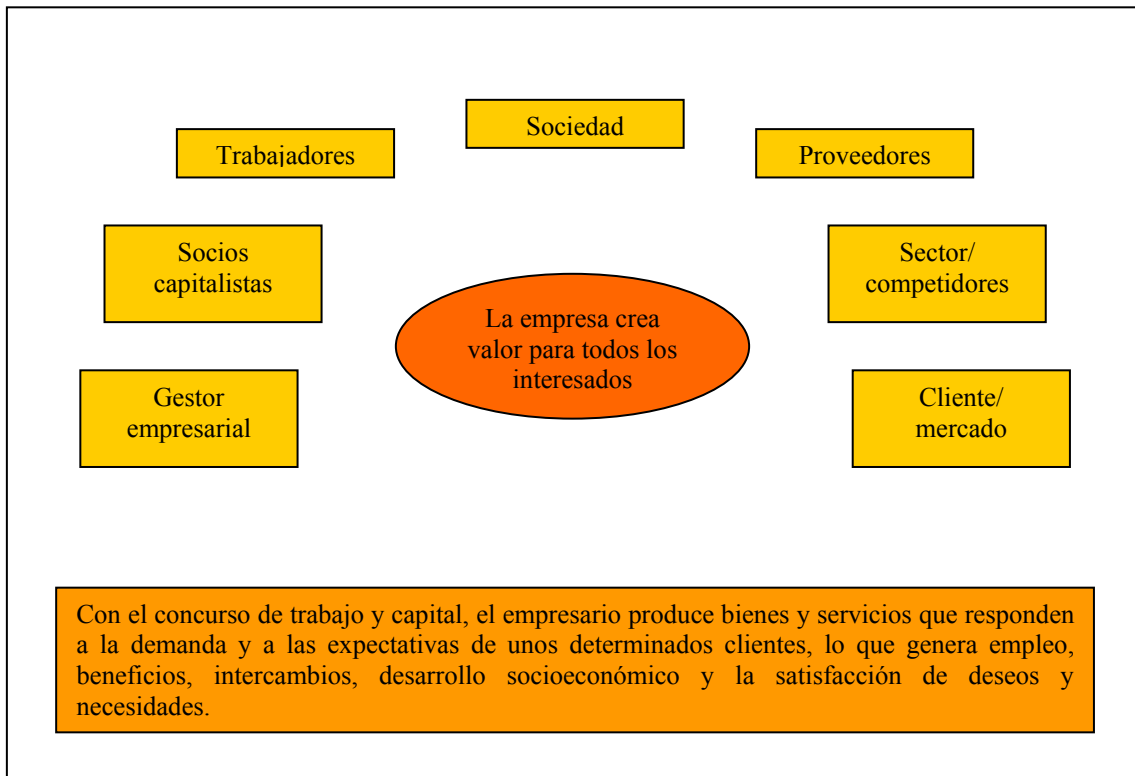 Sociedad
Trabajadores
Proveedores
Socios
capitalistas
Sector/
competidores
La empresa crea
valor para todos los
interesados
Gestor
empresarial
Cliente/
mercado
Con el concurso de trabajo y capital, el empresario produce bienes y servicios que responden
a la demanda y a las expectativas de unos determinados clientes, lo que genera empleo,
beneficios, intercambios, desarrollo socioeconómico y la satisfacción de deseos y
necesidades.